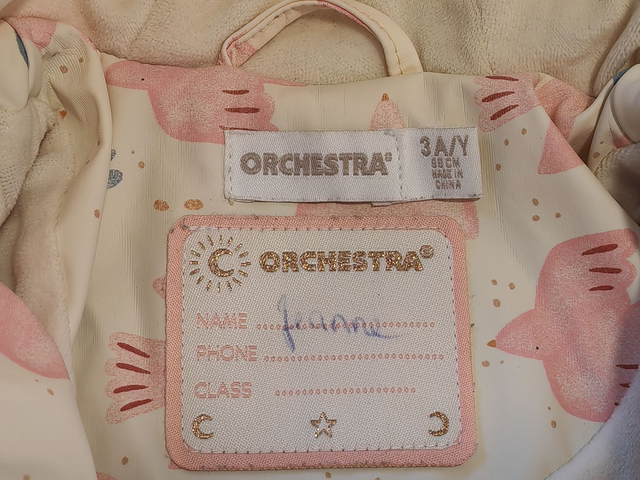 ORCHESTRA®
3 A/Y
98 CM
MADE IN
CHINA
ORCHESTRA®
NAME Jeanne
PHONE
CLASS